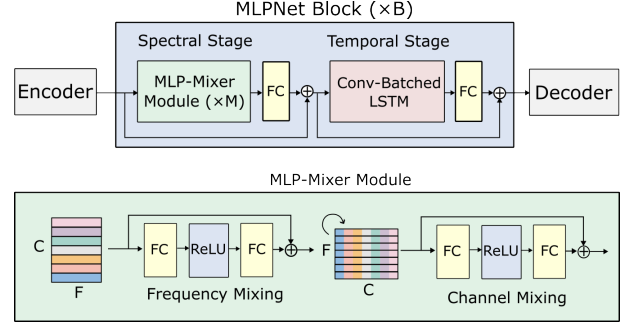 MLPNet Block (×B)
Spectral Stage
Temporal Stage
Encoder
MLP-Mixer
Module (×M)
FC
Conv-Batched
LSTM
FC
Decoder
MLP-Mixer Module
C
F
FC
ReLU
FC
Frequency Mixing
F
C
FC
ReLU
FC
Channel Mixing